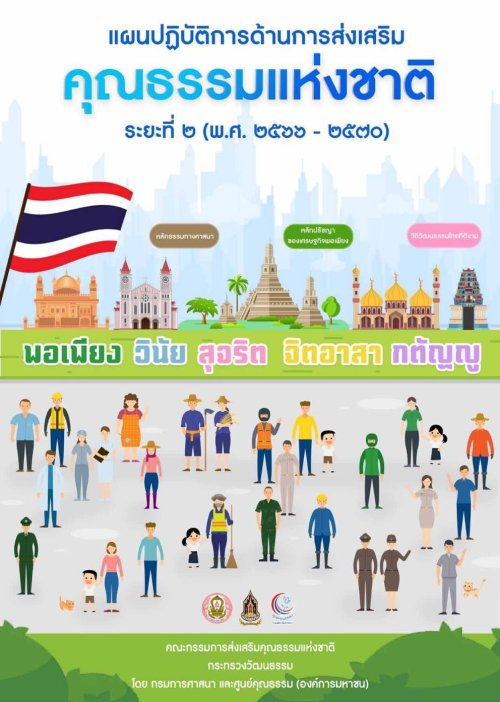 แผนปฏิบัติการด้านการส่งเสริม
คุณธรรมแห่งชาติ
ระยะที่ ๒ (พ.ศ. ๒๕๖๖ - ๒๕๗๐)
หลักธรรมทางศาสนา
หลักปรัชญา
ของเศรษฐกิจพอเพียง
วิถีวัฒนธรรมไทยที่ดีงาม
พอเพียง วินัย สุจริต จิตอาสา กตัญญู
คณะกรรมการส่งเสริมคุณธรรมแห่งชาติ
กระทรวงวัฒนธรรม
โดย กรมการศาสนา และศูนย์คุณธรรม (องค์การมหาชน)